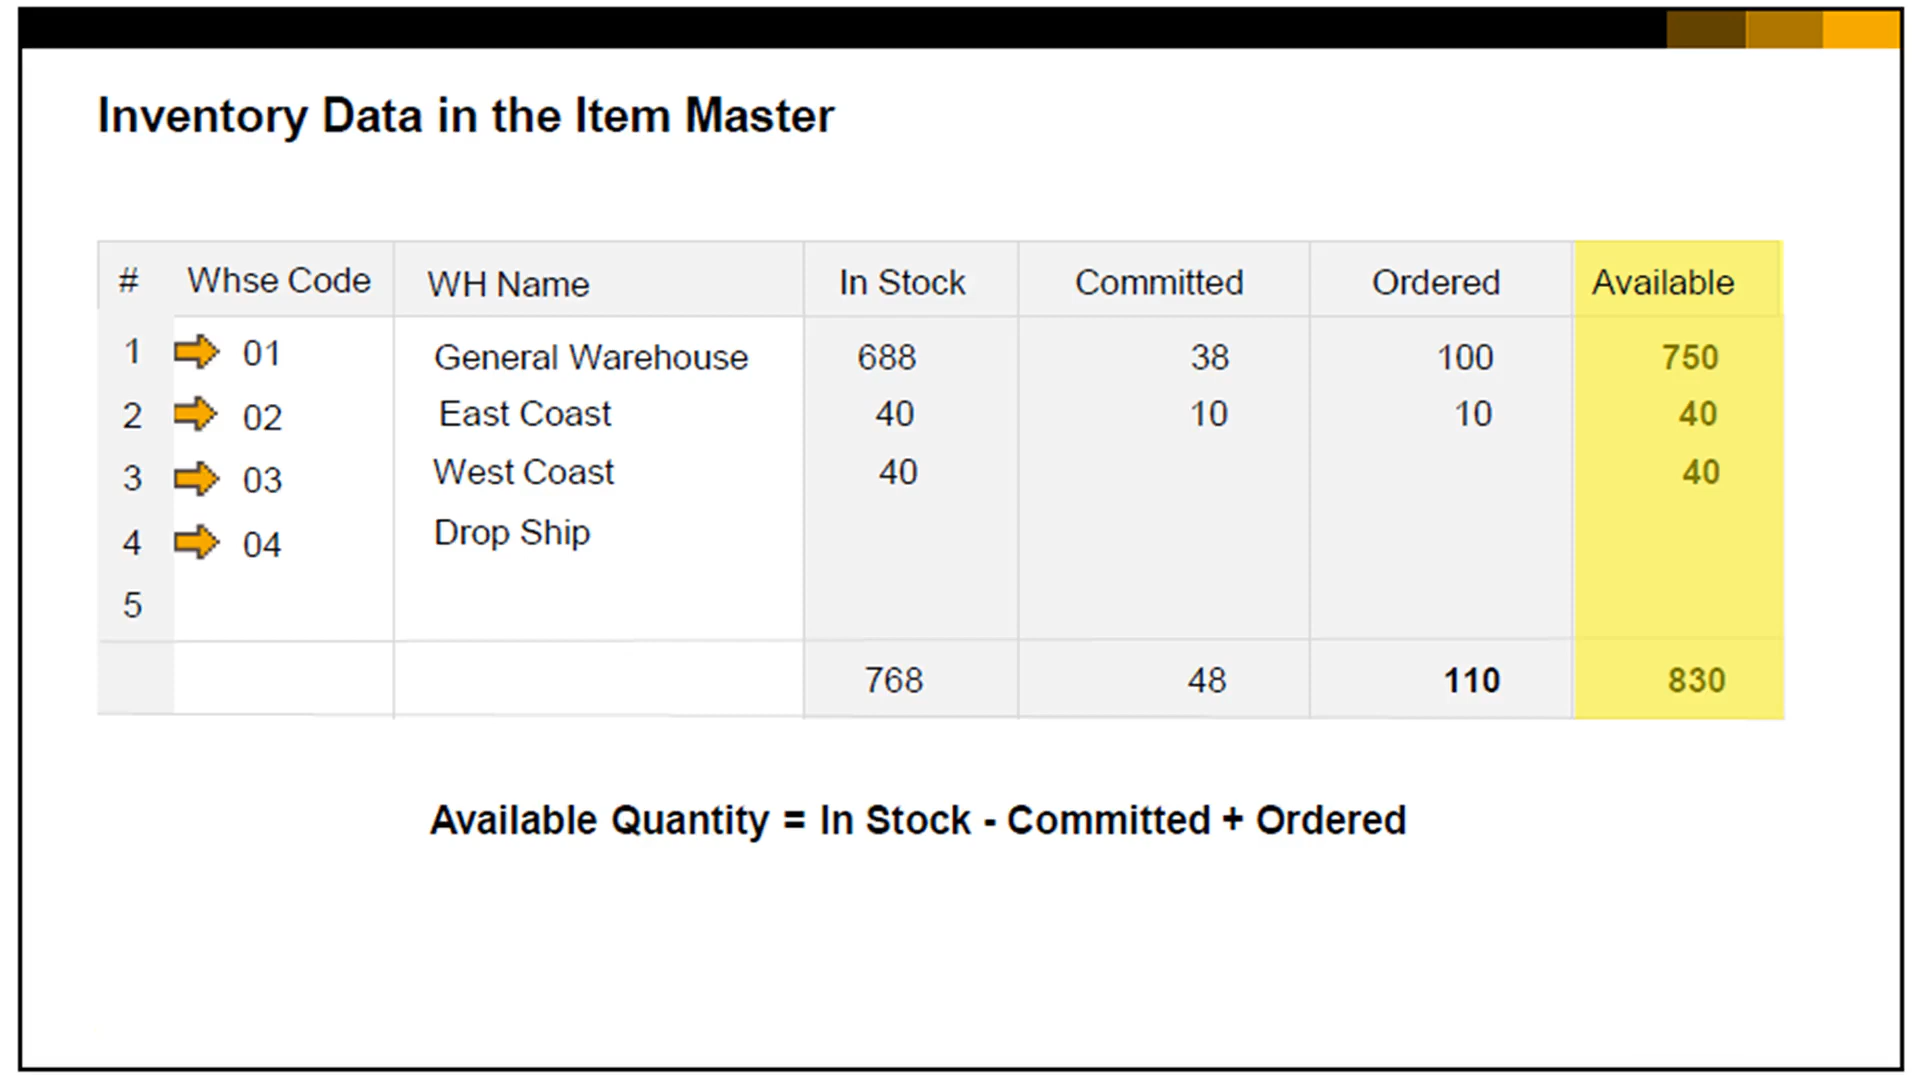 Inventory Data in the Item Master
# Whse Code WH Name In Stock Committed Ordered Available
1 01 General Warehouse 688 38 100 750
2 02 East Coast 40 10 10 40
3 03 West Coast 40 40
4 04 Drop Ship
5
768 48 110 830
Available Quantity = In Stock - Committed + Ordered